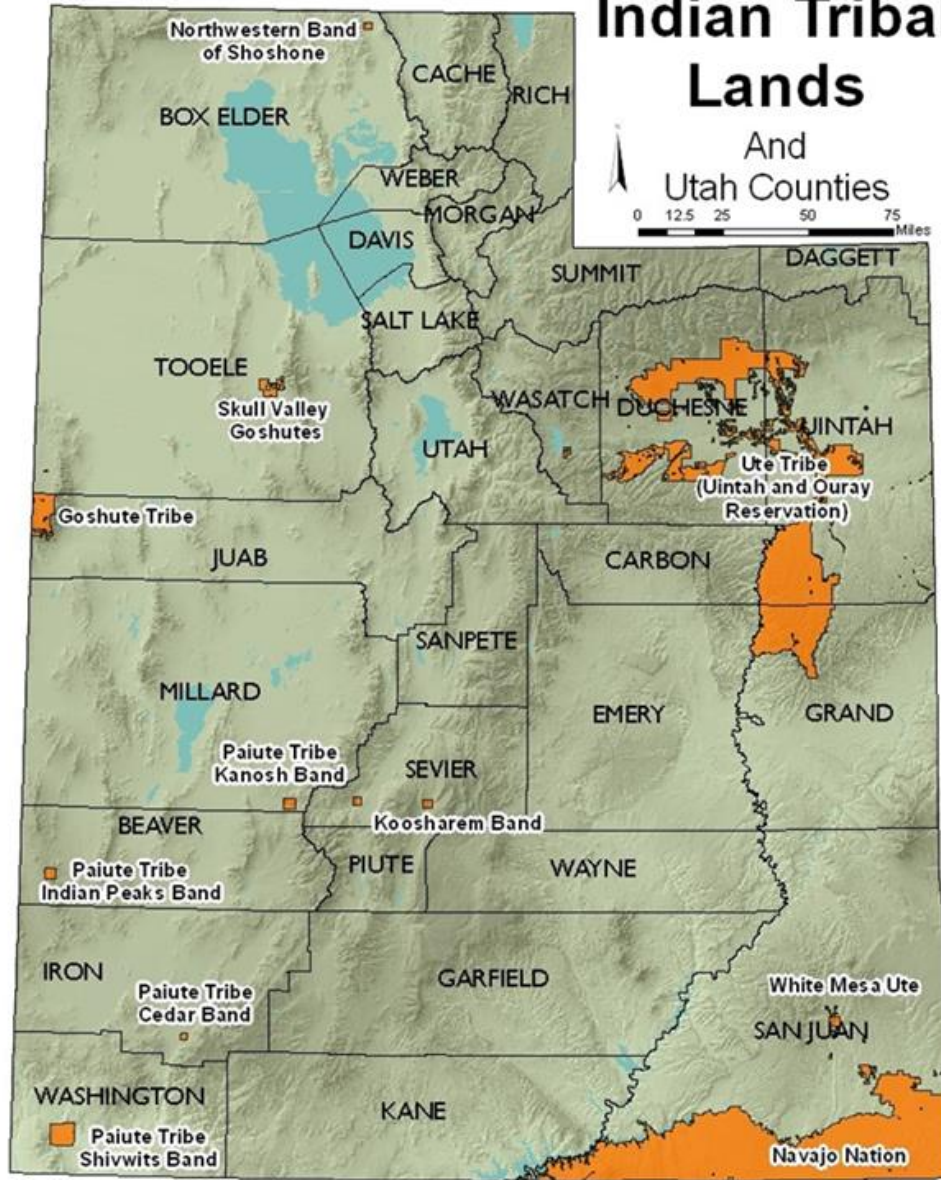 Indian Triba
Lands
And
Utah Counties
0 12.5 25 50 75
Miles
Northwestern Band
of Shoshone
CACHE
RICH
BOX ELDER
WEBER
MORGAN
DAVIS
SUMMIT
DAGGETT
SALT LAKE
TOOELE
Skull Valley
Goshutes
WASATCH
DUCHESNE
UINTAH
UTAH
Ute Tribe
(Uintah and Ouray
Reservation)
Goshute Tribe
JUAB
CARBON
SANPETE
MILLARD
EMERY
GRAND
Paiute Tribe
Kanosh Band
SEVIER
Koosharem Band
BEAVER
PIUTE
WAYNE
Paiute Tribe
Indian Peaks Band
IRON
GARFIELD
Paiute Tribe
Cedar Band
White Mesa Ute
SAN JUAN
WASHINGTON
KANE
Paiute Tribe
Shivwits Band
Navajo Nation